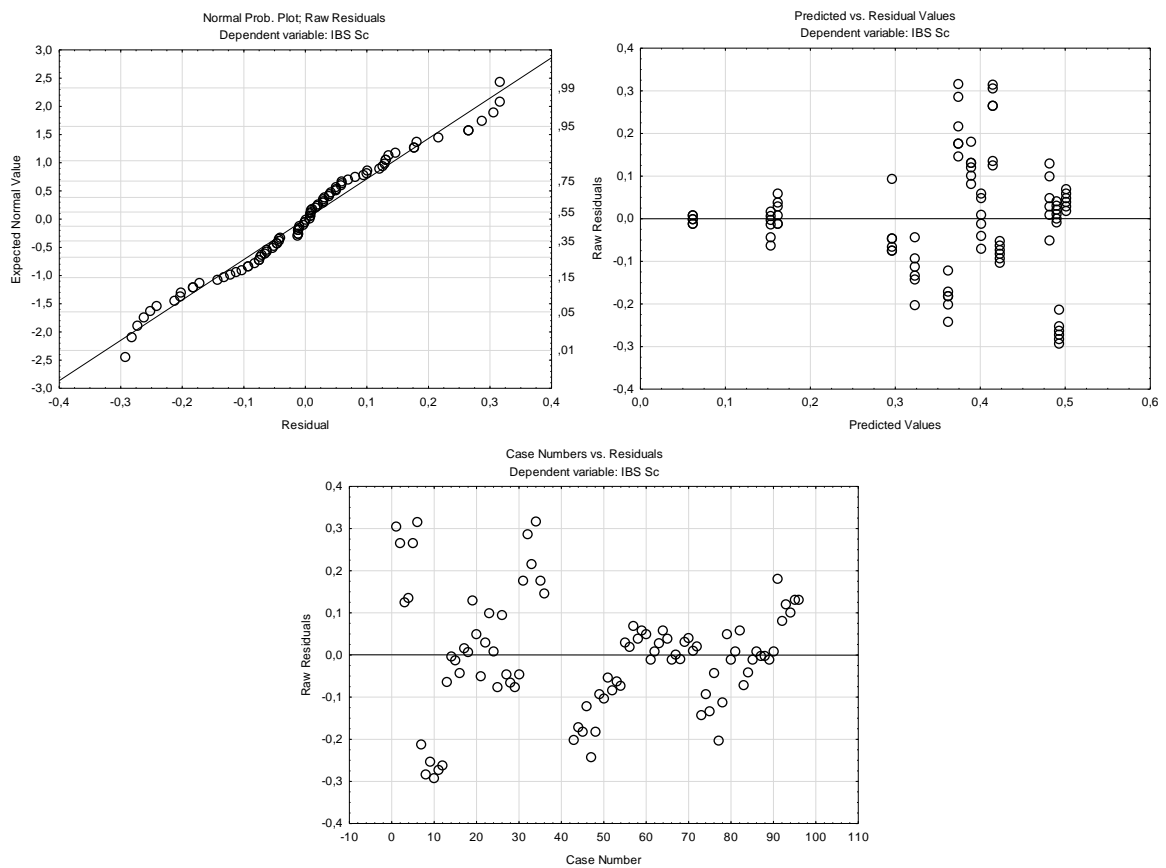 Normal Prob. Plot; Raw Residuals
Dependent variable: IBS Sc
3,0
2,5
2,0
1,5
1,0
0,5
0,0
-0,5
-1,0
-1,5
-2,0
-2,5
-3,0
Expected Normal Value
,99
,95
,75
,55
,35
,15
,05
,01
-0,4 -0,3 -0,2 -0,1 0,0 0,1 0,2 0,3 0,4
Residual
Predicted vs. Residual Values
Dependent variable: IBS Sc
0,4
0,3
0,2
0,1
0,0
-0,1
-0,2
-0,3
-0,4
Raw Residuals
0,0 0,1 0,2 0,3 0,4 0,5 0,6
Predicted Values
Case Numbers vs. Residuals
Dependent variable: IBS Sc
0,4
0,3
0,2
0,1
0,0
-0,1
-0,2
-0,3
-0,4
Raw Residuals
-10 0 10 20 30 40 50 60 70 80 90 100 110
Case Number